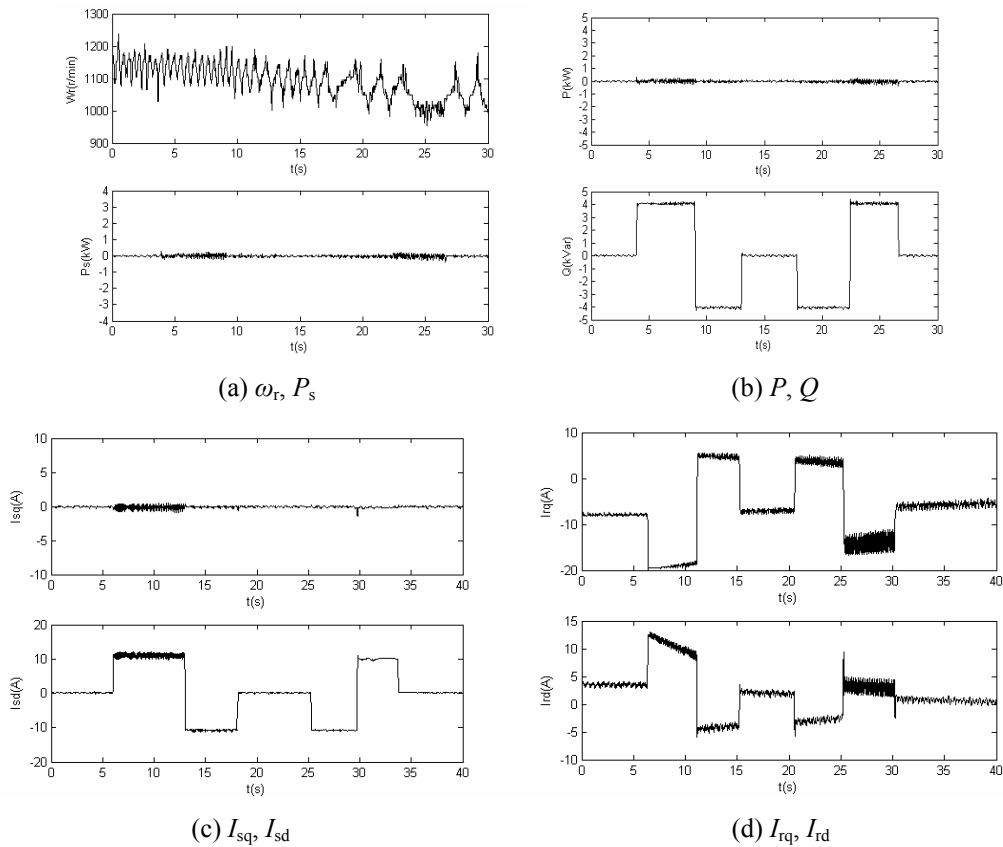 1300
1200
1100
1000
900
Wr(r/min)
0 5 10 15 20 25 30
t(s)
4
3
2
1
0
-1
-2
-3
-4
Ps(kW)
0 5 10 15 20 25 30
t(s)
(a) ωr, Ps
5
4
3
2
1
0
-1
-2
-3
-4
5
P(kW)
0 5 10 15 20 25 30
t(s)
5
4
3
2
1
0
-1
-2
-3
-4
-5
Q(kVar)
0 5 10 15 20 25 30
t(s)
(b) P, Q
10
5
0
-5
-10
Isq(A)
0 5 10 15 20 25 30 35 40
t(s)
20
10
0
-10
-20
Isd(A)
0 5 10 15 20 25 30 35 40
t(s)
(c) Isq, Isd
10
0
-10
-20
Irq(A)
0 5 10 15 20 25 30 35 40
t(s)
15
10
5
0
-5
-10
Ird(A)
0 5 10 15 20 25 30 35 40
t(s)
(d) Irq, Ird